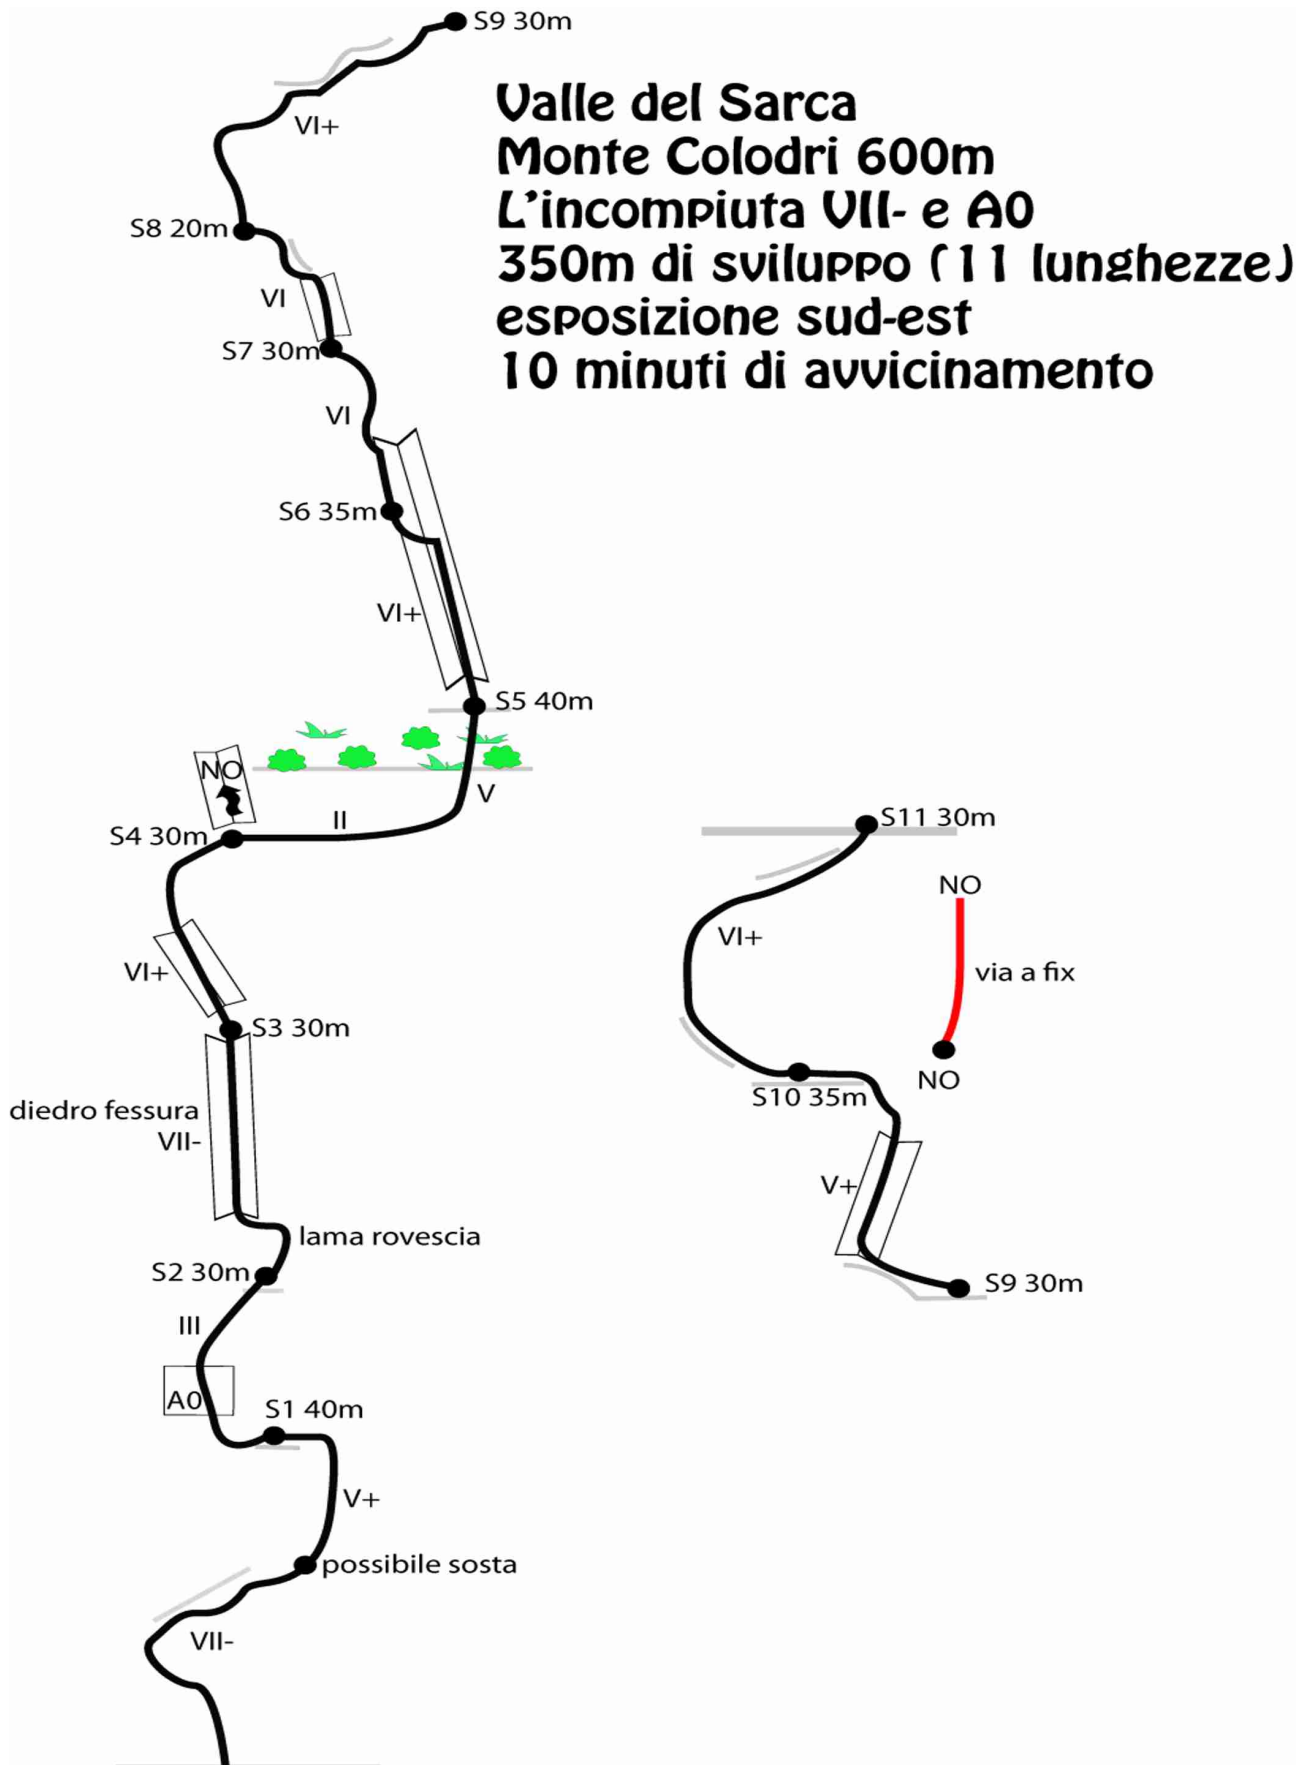 S9 30m
Valle del Sarca
Monte Colodri 600m
L'incompiuta VII- e A0
350m di sviluppo (11 lunghezze)
esposizione sud-est
10 minuti di avvicinamento
VI+
S8 20m
VI
S7 30m
VI
S6 35m
VI+
S5 40m
NO
V
II
S4 30m
VI+
S3 30m
diedro fessura
VII-
lama rovescia
S2 30m
III
A0
S1 40m
V+
possibile sosta
VII-
S11 30m
NO
VI+
via a fix
NO
S10 35m
V+
S9 30m